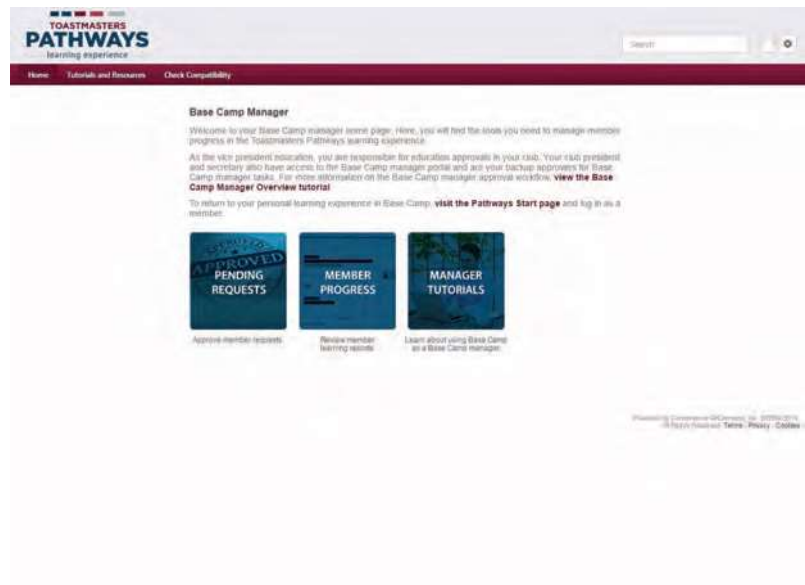 TOASTMASTERS
PATHWAYS
learning experience
Search
Home Tutorials and Resources Check Compatibility
Base Camp Manager
Welcome to your Base Camp manager home page. Here, you will find the tools you need to manage member
progress in the Toastmasters Pathways learning experience.
As the vice president education, you are responsible for education approvals in your club. Your club president
and secretary also have access to the Base Camp manager portal and are your backup approvers for Base
Camp manager tasks. For more information on the Base Camp manager approval workflow, view the Base
Camp Manager Overview tutorial
To return to your personal learning experience in Base Camp, visit the Pathways Start page and log in as a
member.
APPROVED
PENDING
REQUESTS
MEMBER
PROGRESS
MANAGER
TUTORIALS
Approve member requests
Review member
learning records
Learn about using Base Camp
as a Base Camp manager
Powered by
All Rights Reserved. Terms - Privacy - Cookies